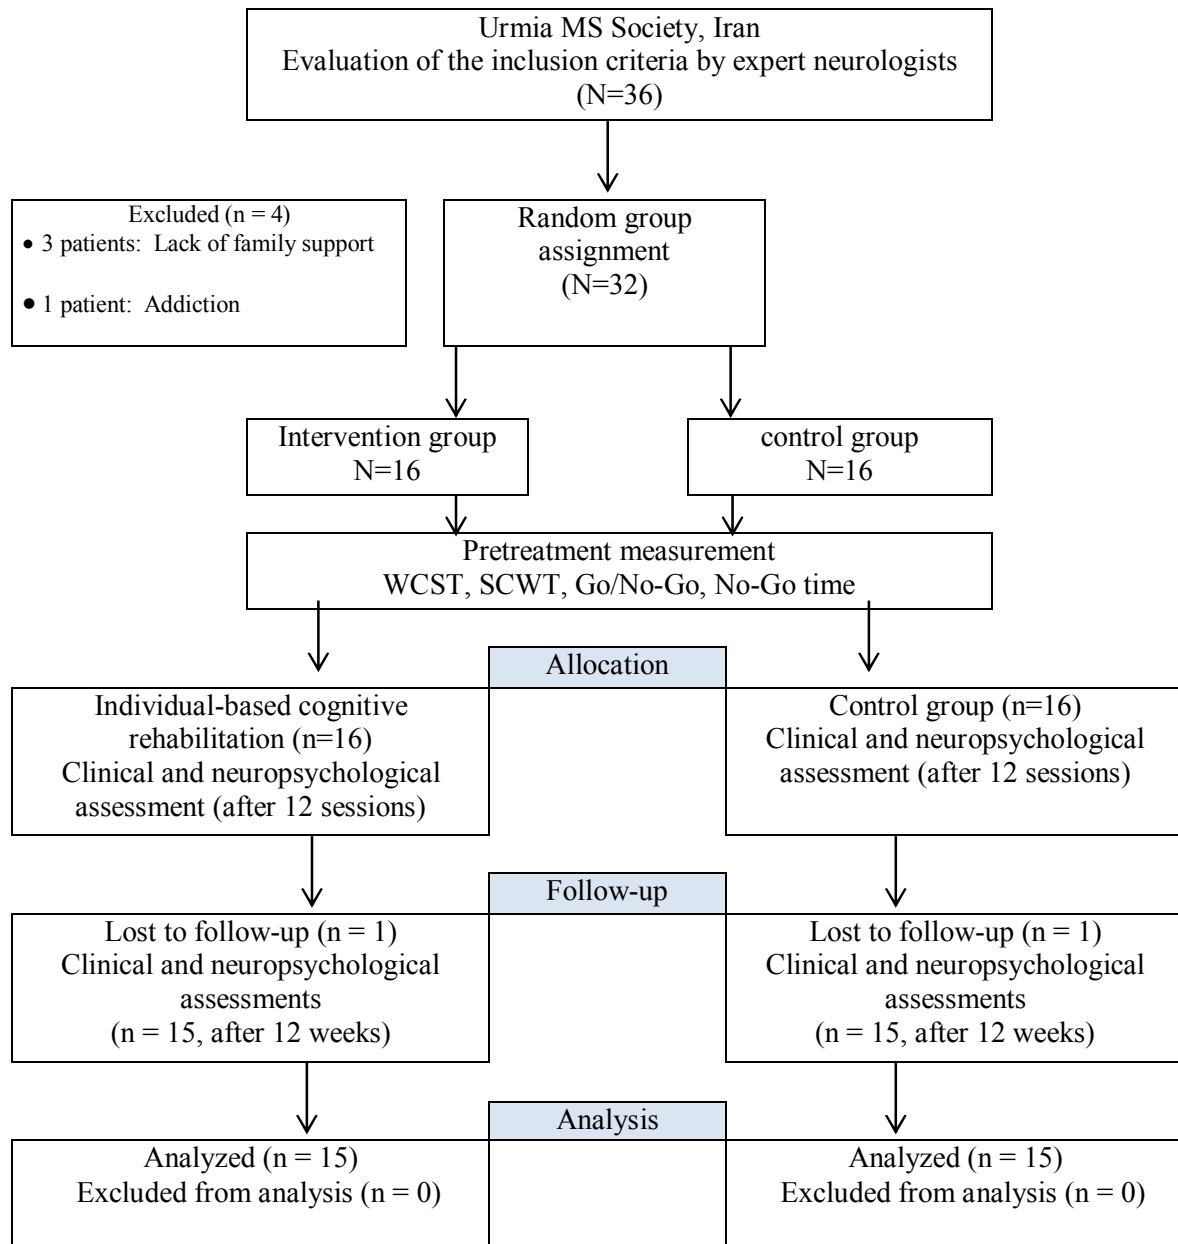 Urmia MS Society, Iran
Evaluation of the inclusion criteria by expert neurologists
(N=36)
Excluded (n = 4)
• 3 patients: Lack of family support
• 1 patient: Addiction
Random group
assignment
(N=32)
Intervention group
N=16
control group
N=16
Pretreatment measurement
WCST, SCWT, Go/No-Go, No-Go time
Allocation
Individual-based cognitive
rehabilitation (n=16)
Clinical and neuropsychological
assessment (after 12 sessions)
Control group (n=16)
Clinical and neuropsychological
assessment (after 12 sessions)
Follow-up
Lost to follow-up (n = 1)
Clinical and neuropsychological
assessments
(n = 15, after 12 weeks)
Lost to follow-up (n = 1)
Clinical and neuropsychological
assessments
(n = 15, after 12 weeks)
Analysis
Analyzed (n = 15)
Excluded from analysis (n = 0)
Analyzed (n = 15)
Excluded from analysis (n = 0)